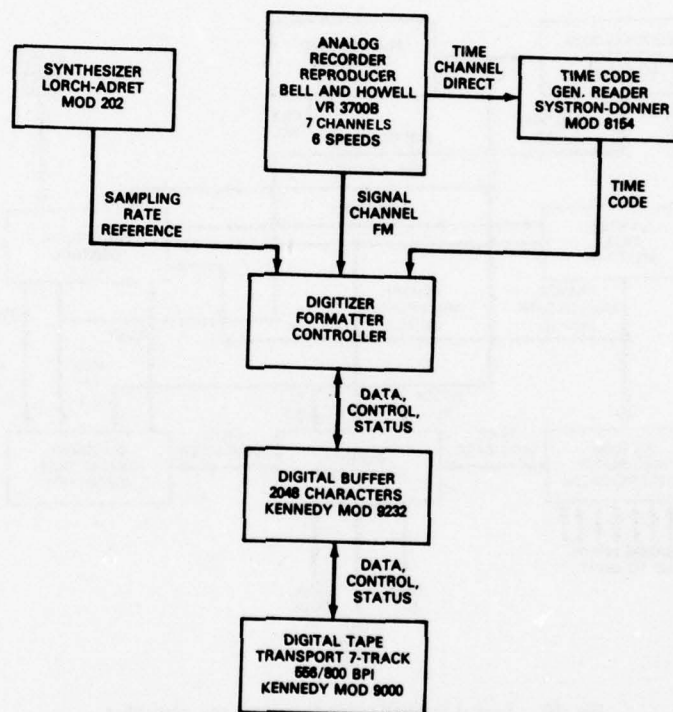 SYNTHESIZER
LORCH-ADRET
MOD 202
ANALOG
RECORDER
REPRODUCER
BELL AND HOWELL
VR 3700B
7 CHANNELS
6 SPEEDS
TIME
CHANNEL
DIRECT
TIME CODE
GEN. READER
SYSTRON-DONNER
MOD 8154
SAMPLING
RATE
REFERENCE
SIGNAL
CHANNEL
FM
TIME
CODE
DIGITIZER
FORMATTER
CONTROLLER
DATA,
CONTROL,
STATUS
DIGITAL BUFFER
2048 CHARACTERS
KENNEDY MOD 9232
DATA,
CONTROL,
STATUS
DIGITAL TAPE
TRANSPORT 7-TRACK
556/800 BPI
KENNEDY MOD 9000